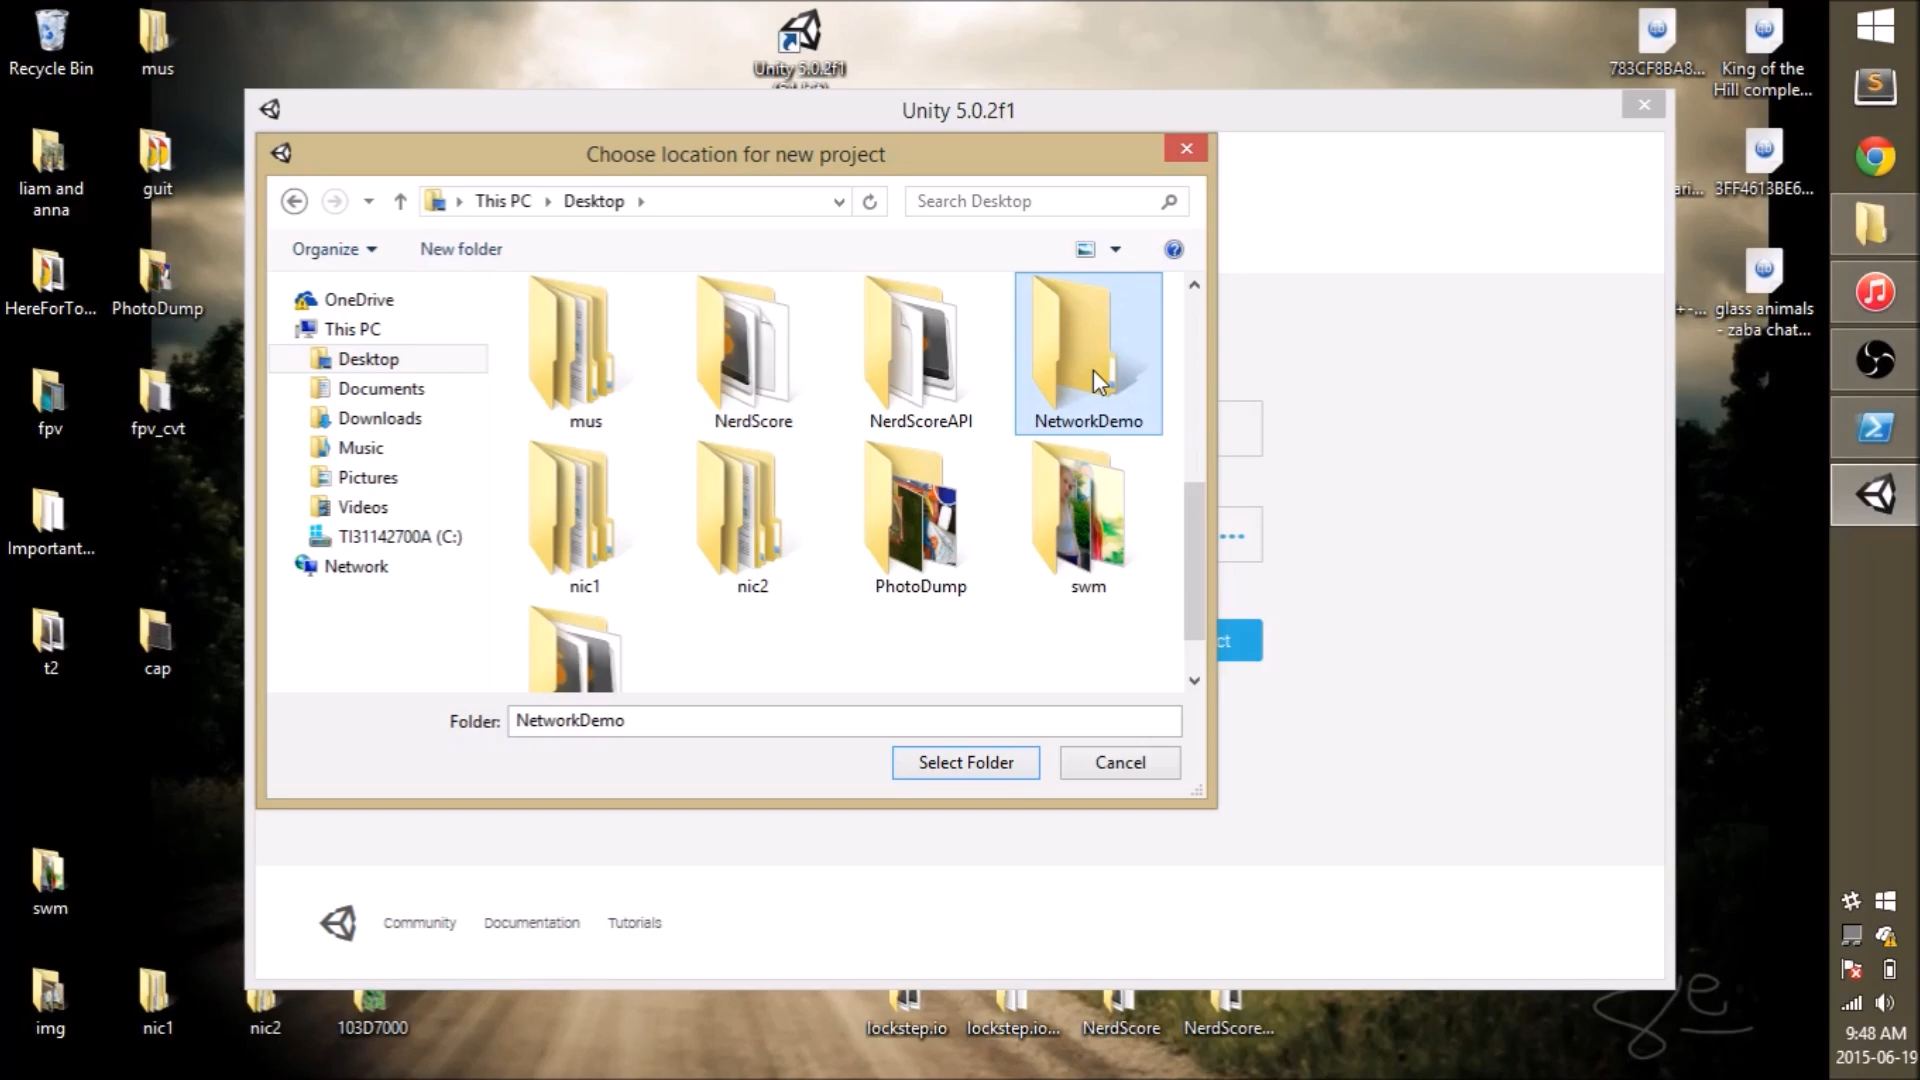 Recycle Bin
mus
Unity 5.0.2f1
783CF8BA8...
King of the
Hill comple...
liam and
anna
guit
3FF4613BE6...
HereForTo...
PhotoDump
glass animals
- zaba chat...
fpv
fpv_cvt
Important...
t2
cap
swm
img
nic1
nic2
103D7000
lockstep.io
lockstep.io...
NerdScore
NerdScore...
Unity 5.0.2f1
Choose location for new project
This PC
Desktop
Search Desktop
Organize
New folder
OneDrive
This PC
Desktop
Documents
Downloads
Music
Pictures
Videos
TI31142700A (C:)
Network
mus
NerdScore
NerdScoreAPI
NetworkDemo
nic1
nic2
PhotoDump
swm
Folder:
NetworkDemo
Select Folder
Cancel
ct
Community
Documentation
Tutorials
9:48 AM
2015-06-19